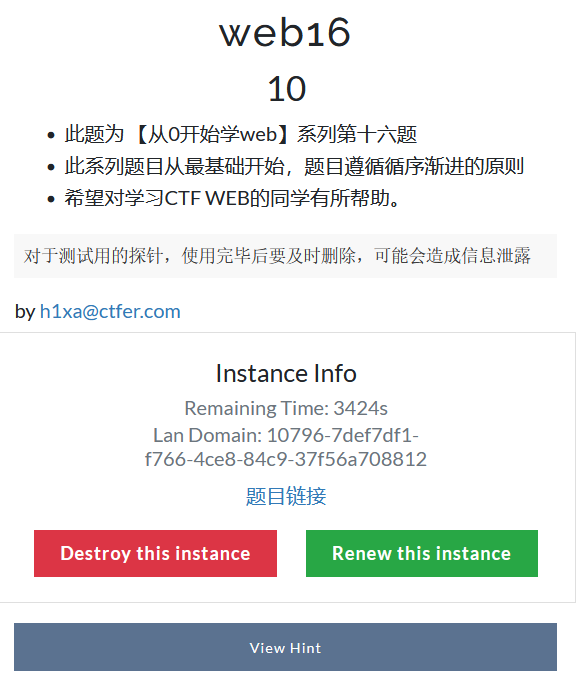 web16
10
此题为 【从0开始学web】系列第十六题
此系列题目从最基础开始，题目遵循循序渐进的原则
希望对学习CTF WEB的同学有所帮助。
对于测试用的探针，使用完毕后要及时删除，可能会造成信息泄露
by h1xa@ctfer.com
Instance Info
Remaining Time: 3424s
Lan Domain: 10796-7def7df1-
f766-4ce8-84c9-37f56a708812
题目链接
Destroy this instance
Renew this instance
View Hint